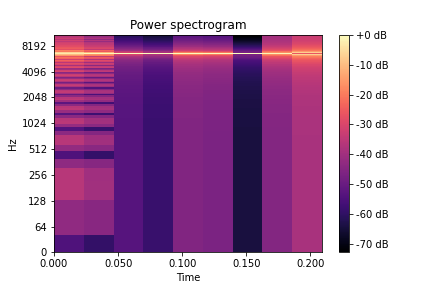 Power spectrogram
8192
4096
2048
1024
512
256
128
64
0
Hz
0.000 0.050 0.100 0.150 0.200
Time
+0 dB
-10 dB
-20 dB
-30 dB
-40 dB
-50 dB
-60 dB
-70 dB